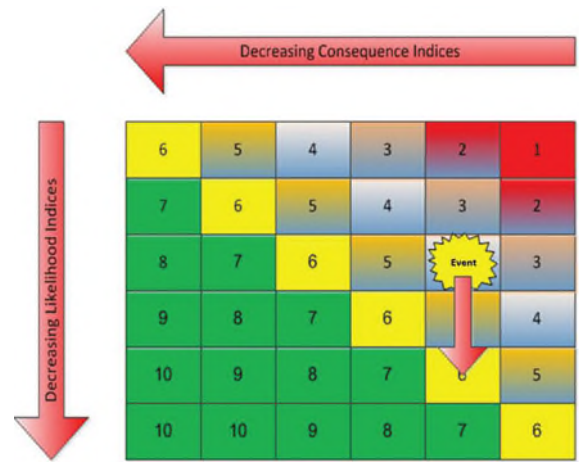 Decreasing Consequence Indices
Decreasing Likelihood Indices
6 5 4 3 2 1
7 6 5 4 3 2
8 7 6 5 Event 3
9 8 7 6 4
10 9 8 7 6 5
10 10 9 8 7 6